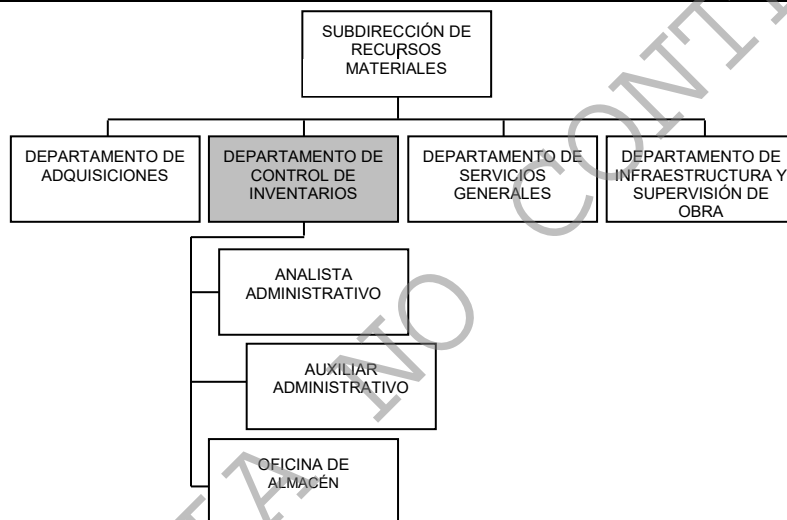 SUBDIRECCIÓN DE
RECURSOS
MATERIALES
DEPARTAMENTO DE
ADQUISICIONES
DEPARTAMENTO DE
CONTROL DE
INVENTARIOS
DEPARTAMENTO DE
SERVICIOS
GENERALES
DEPARTAMENTO DE
INFRAESTRUCTURA Y
SUPERVISIÓN DE
OBRA
ANALISTA
ADMINISTRATIVO
AUXILIAR
ADMINISTRATIVO
OFICINA DE
ALMACÉN
NO